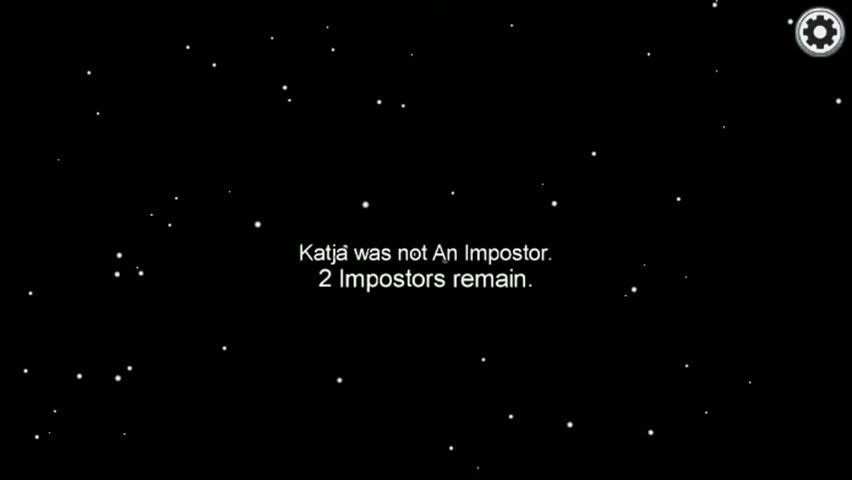 Katja was not An Impostor.
2 Impostors remain.